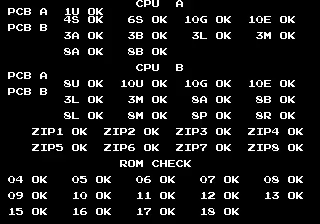 CPU A
PCB A 1U OK
4S OK 6S OK 10G OK 10E OK
PCB B
3A OK 3B OK 3L OK 3M OK
8A OK 8B OK
CPU B
PCB A
8U OK 10U OK 10G OK 10E OK
PCB B
3L OK 3M OK 8A OK 8B OK
8L OK 8M OK 8P OK 8R OK
ZIP1 OK ZIP2 OK ZIP3 OK ZIP4 OK
ZIP5 OK ZIP6 OK ZIP7 OK ZIP8 OK
ROM CHECK
04 OK 05 OK 06 OK 07 OK 08 OK
09 OK 10 OK 11 OK 12 OK 13 OK
15 OK 16 OK 17 OK 18 OK